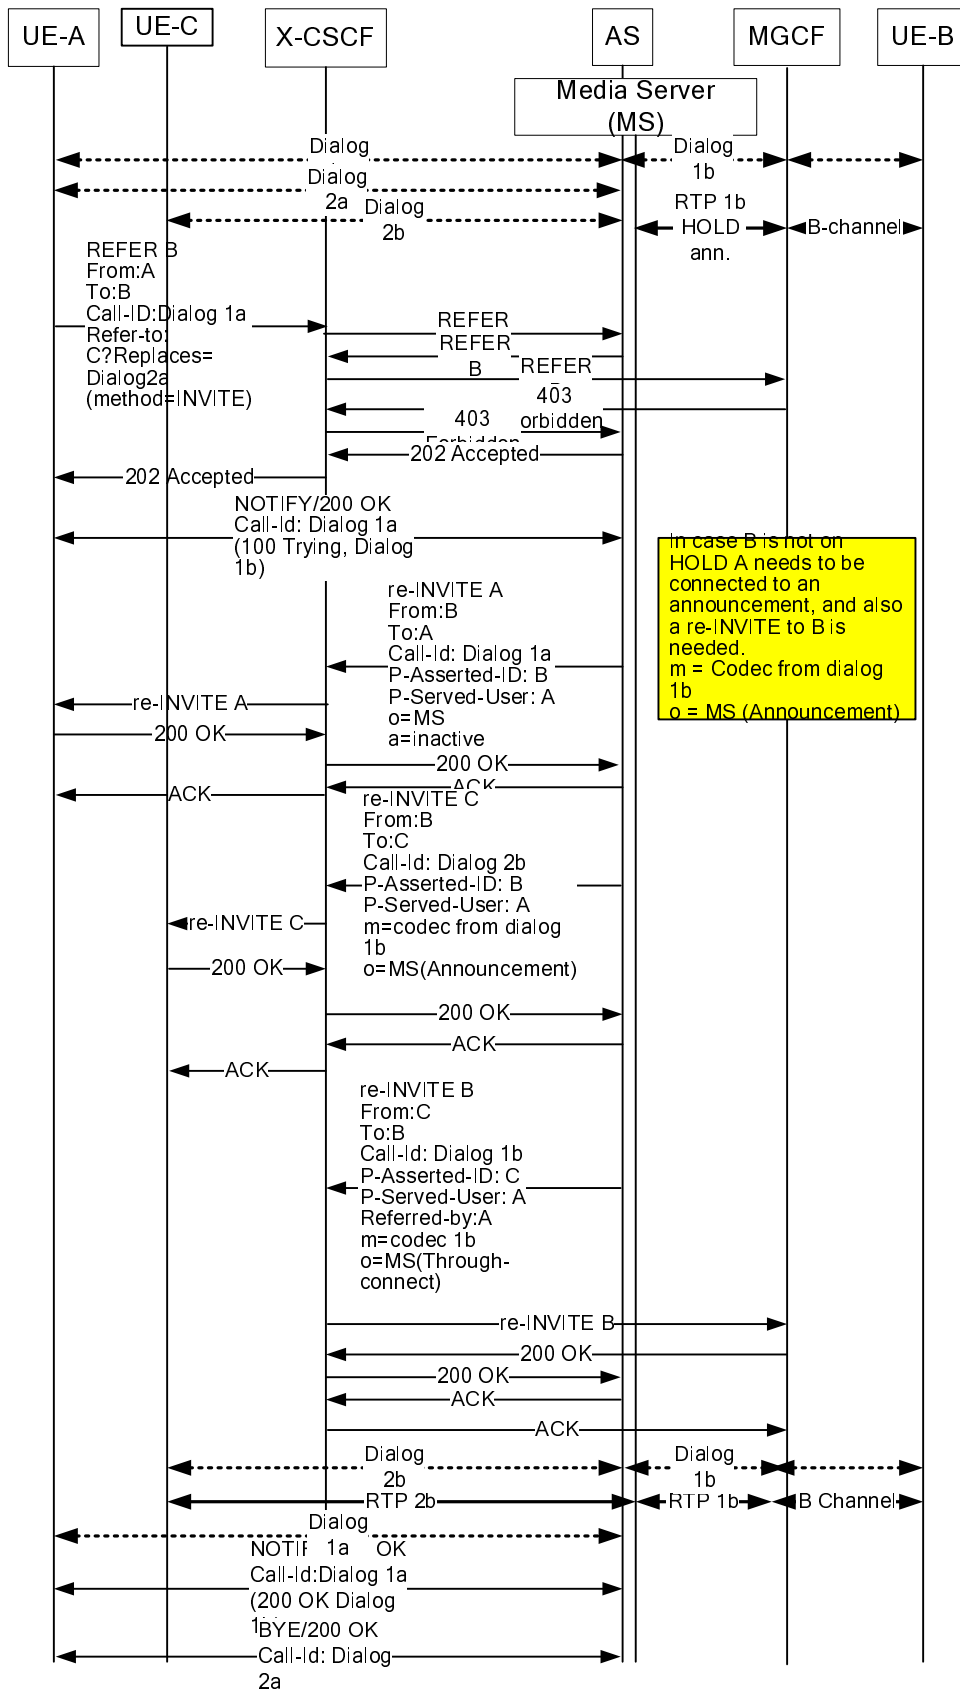 UE-A
UE-C
X-CSCF
AS
MGCF
UE-B
Media Server
(MS)
Dialog
Dialog
1b
Dialog
2a
Dialog
2b
RTP 1b
HOLD
ann.
B-channel
REFER B
From:A
To:B
Call-ID:Dialog 1a
Refer-to:
C?Replaces=
Dialog2a
(method=INVITE)
REFER
REFER
B
REFER
403
orbidden
403
Forbidden
202 Accepted
202 Accepted
NOTIFY/200 OK
Call-Id: Dialog 1a
(100 Trying, Dialog
1b)
In case B is not on
HOLD A needs to be
connected to an
announcement, and also
a re-INVITE to B is
needed.
m = Codec from dialog
1b
o = MS (Announcement)
re-INVITE A
From:B
To:A
Call-Id: Dialog 1a
P-Asserted-ID: B
P-Served-User: A
o=MS
a=inactive
re-INVITE A
200 OK
200 OK
ACK
ACK
re-INVITE C
From:B
To:C
Call-Id: Dialog 2b
P-Asserted-ID: B
P-Served-User: A
m=codec from dialog
1b
o=MS(Announcement)
re-INVITE C
200 OK
200 OK
ACK
ACK
re-INVITE B
From:C
To:B
Call-Id: Dialog 1b
P-Asserted-ID: C
P-Served-User: A
Referred-by:A
m=codec 1b
o=MS(Through-
connect)
re-INVITE B
200 OK
200 OK
ACK
ACK
Dialog
2b
Dialog
1b
RTP 2b
RTP 1b
B Channel
Dialog
1a
OK
Call-Id:Dialog 1a
(200 OK Dialog
BYE/200 OK
Call-Id: Dialog
2a